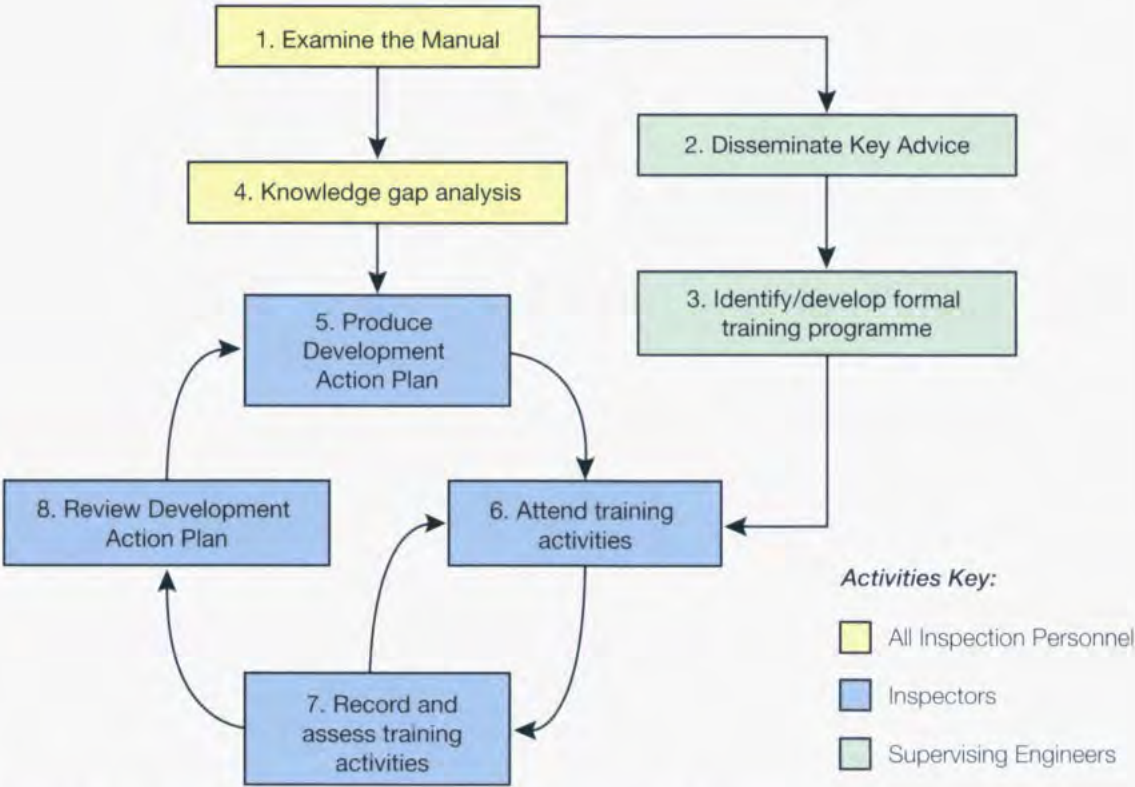 1. Examine the Manual
2. Disseminate Key Advice
4. Knowledge gap analysis
3. Identify/develop formal
training programme
5. Produce
Development
Action Plan
8. Review Development
Action Plan
6. Attend training
activities
7. Record and
assess training
activities
Activities Key:
All Inspection Personnel
Inspectors
Supervising Engineers